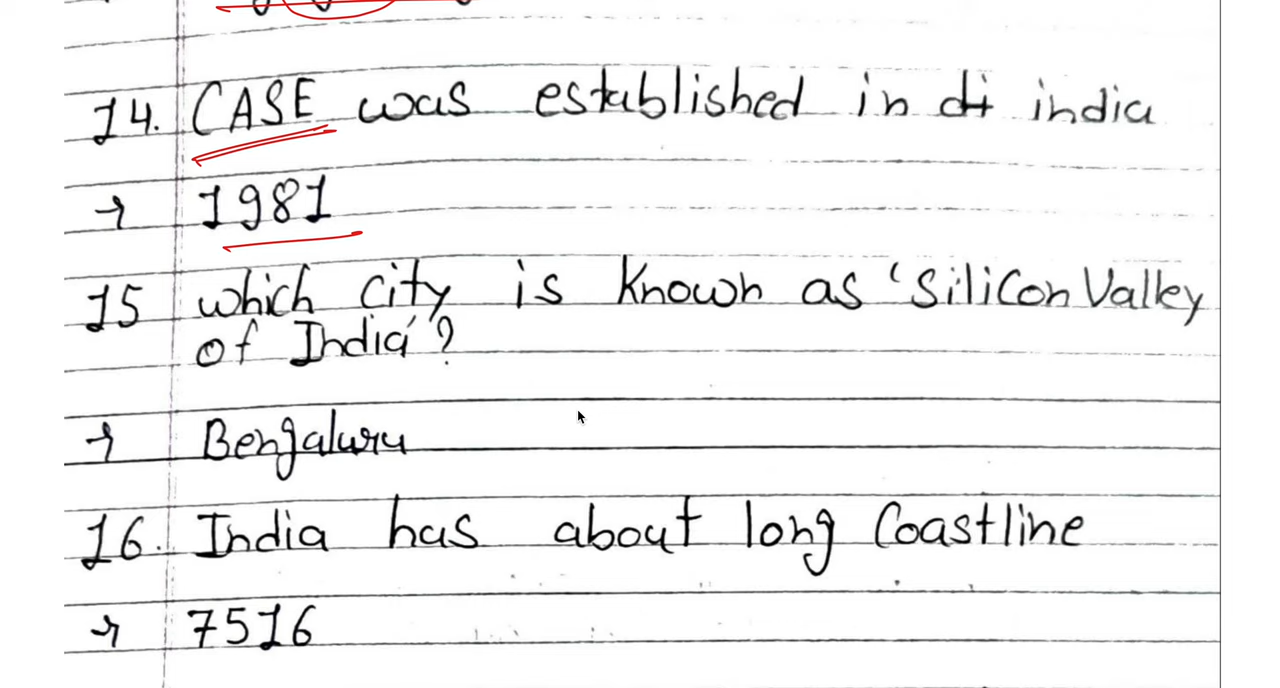 14. CASE was established in india
→ 1981
15 which city is known as 'Silicon Valley
of India'?
→ Bengaluru
16. India has about long Coastline
→ 7516